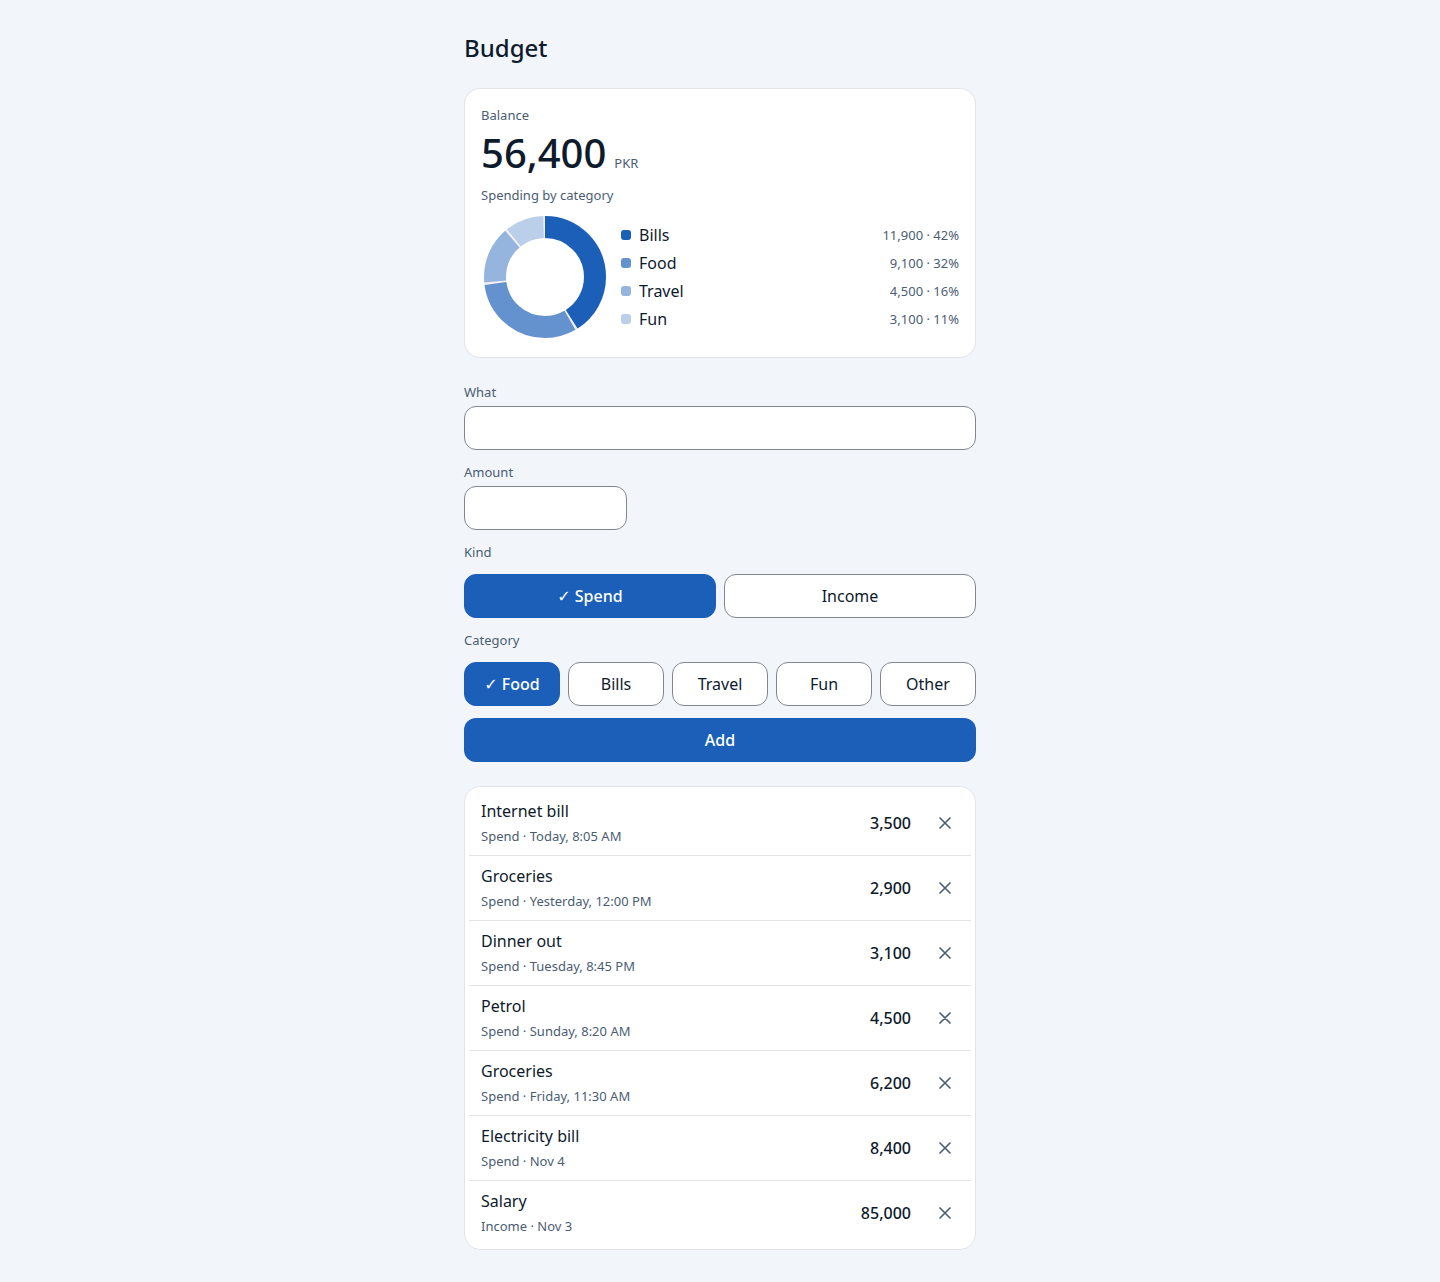 Budget
Balance
56,400 PKR
Spending by category
Bills 11,900 · 42%
Food 9,100 · 32%
Travel 4,500 · 16%
Fun 3,100 · 11%
What
Amount
Kind
✓ Spend Income
Category
✓ Food Bills Travel Fun Other
Add
Internet bill
Spend · Today, 8:05 AM
3,500
Groceries
Spend · Yesterday, 12:00 PM
2,900
Dinner out
Spend · Tuesday, 8:45 PM
3,100
Petrol
Spend · Sunday, 8:20 AM
4,500
Groceries
Spend · Friday, 11:30 AM
6,200
Electricity bill
Spend · Nov 4
8,400
Salary
Income · Nov 3
85,000